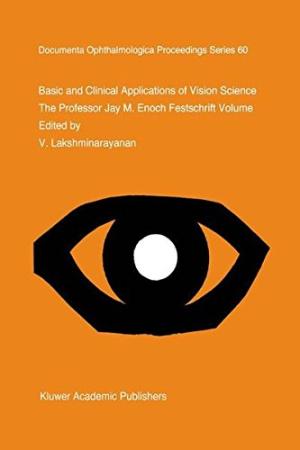 Documenta Ophthalmologica Proceedings Series 60
Basic and Clinical Applications of Vision Science
The Professor Jay M. Enoch Festschrift Volume
Edited by
V. Lakshminarayanan
Kluwer Academic Publishers